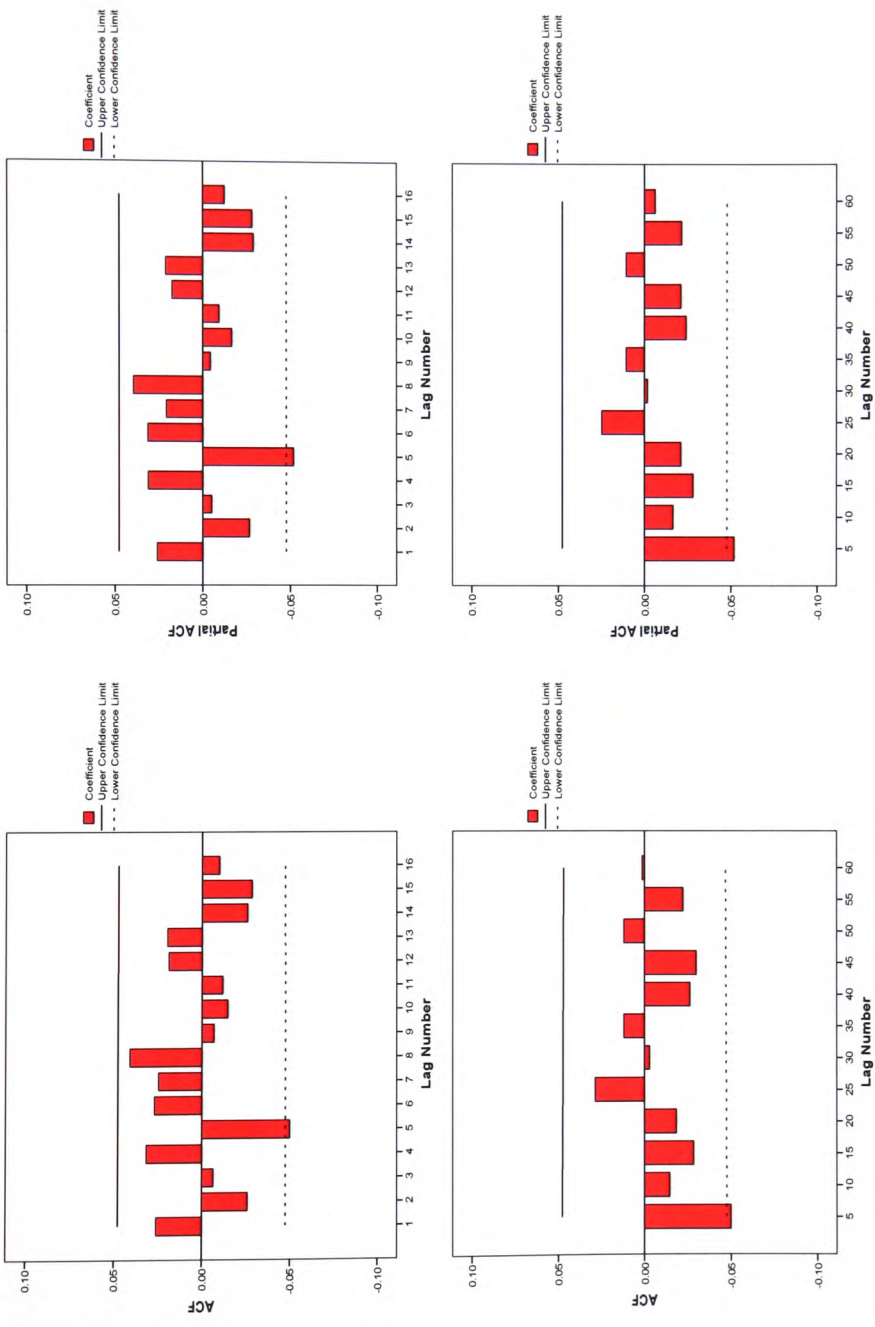 Coefficient
Upper Confidence Limit
Lower Confidence Limit
0.10
0.05
0.00
-0.05
-0.10
ACF
1 2 3 4 5 6 7 8 9 10 11 12 13 14 15 16
Lag Number
Coefficient
Upper Confidence Limit
Lower Confidence Limit
0.10
0.05
0.00
-0.05
-0.10
Partial ACF
1 2 3 4 5 6 7 8 9 10 11 12 13 14 15 16
Lag Number
Coefficient
Upper Confidence Limit
Lower Confidence Limit
0.10
0.05
0.00
-0.05
-0.10
ACF
5 10 15 20 25 30 35 40 45 50 55 60
Lag Number
Coefficient
Upper Confidence Limit
Lower Confidence Limit
0.10
0.05
0.00
-0.05
-0.10
Partial ACF
5 10 15 20 25 30 35 40 45 50 55 60
Lag Number